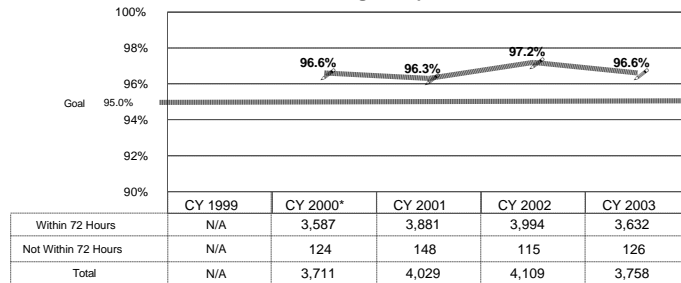 100%
98%
96.6% 96.3% 97.2% 96.6%
96%
Goal 95.0%
94%
92%
90%
CY 1999 CY 2000* CY 2001 CY 2002 CY 2003
Within 72 Hours N/A 3,587 3,881 3,994 3,632
Not Within 72 Hours N/A 124 148 115 126
Total N/A 3,711 4,029 4,109 3,758